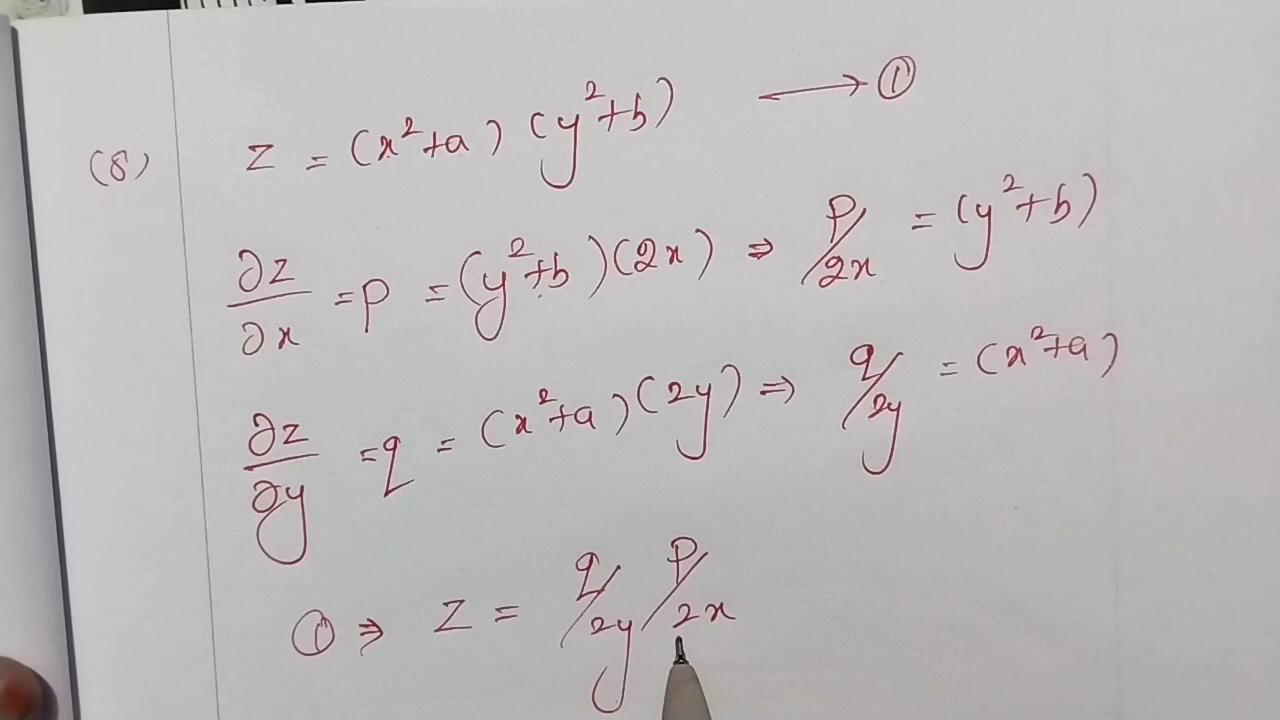 (8) z = (x²+a) (y²+b) ⟶ ①
∂z/∂x = p = (y²+b)(2x) ⇒ p/2x = (y²+b)
∂z/∂y = q = (x²+a)(2y) ⇒ q/2y = (x²+a)
① ⇒ z = q/2y p/2x